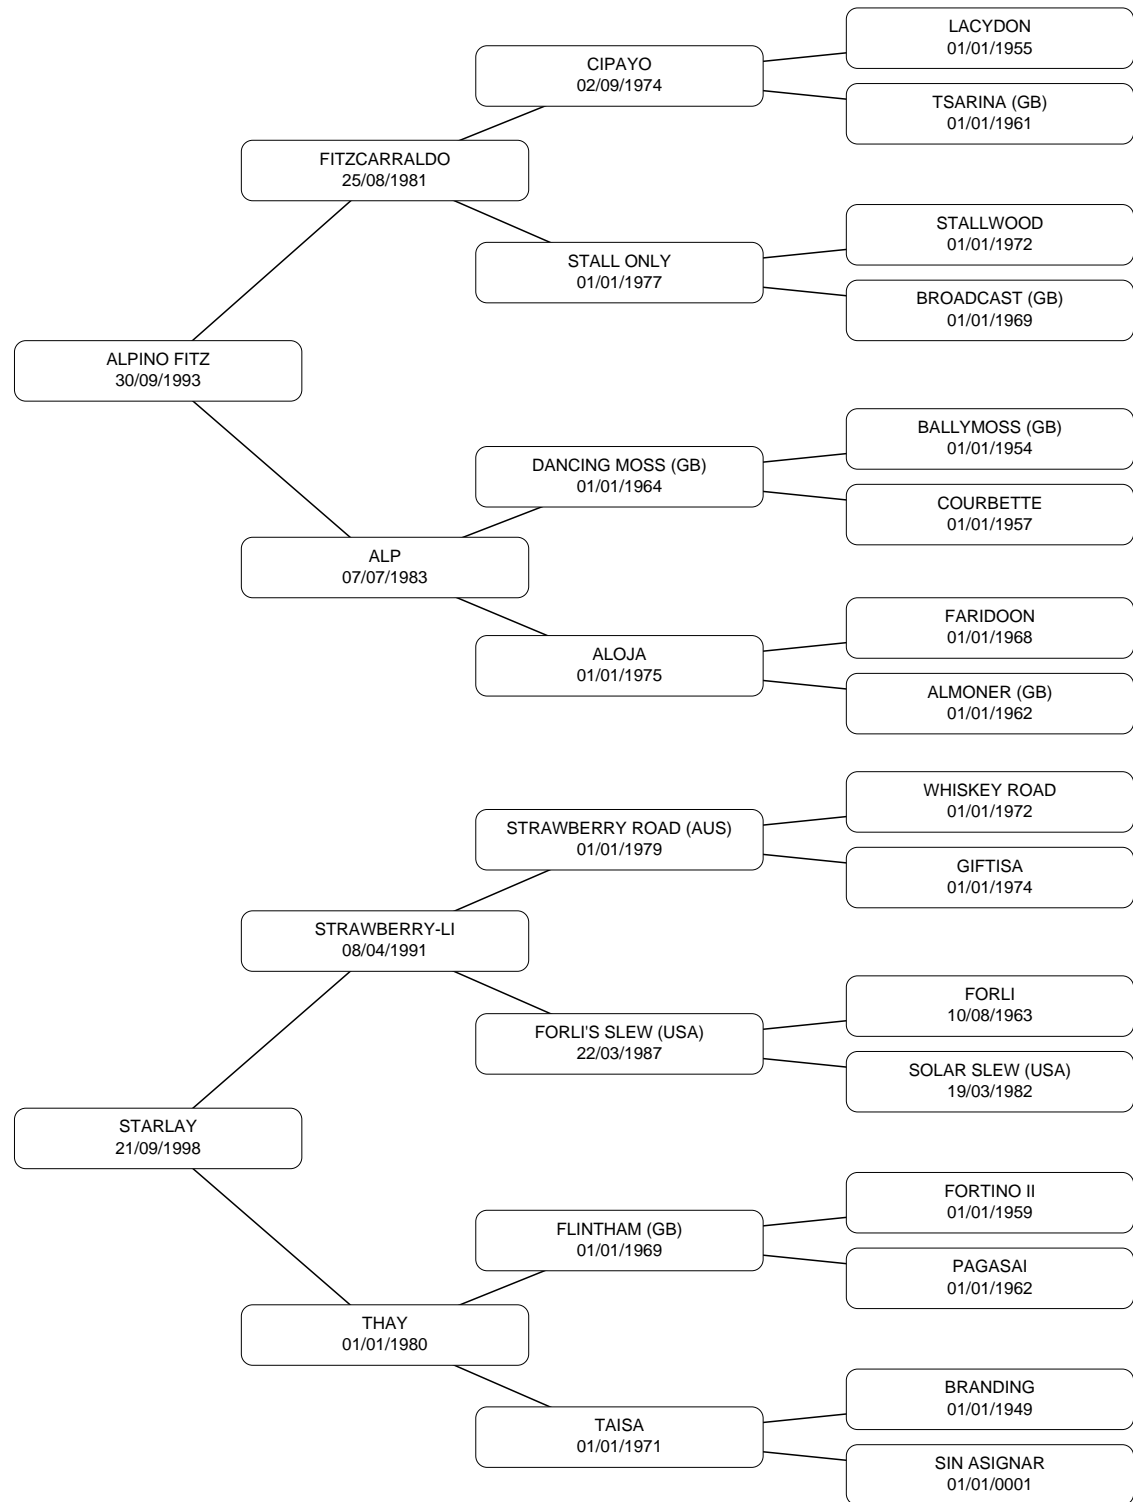 LACYDON
01/01/1955
CIPAYO
02/09/1974
TSARINA (GB)
01/01/1961
FITZCARRALDO
25/08/1981
STALLWOOD
01/01/1972
STALL ONLY
01/01/1977
BROADCAST (GB)
01/01/1969
ALPINO FITZ
30/09/1993
BALLYMOSS (GB)
01/01/1954
DANCING MOSS (GB)
01/01/1964
COURBETTE
01/01/1957
ALP
07/07/1983
FARIDOON
01/01/1968
ALOJA
01/01/1975
ALMONER (GB)
01/01/1962
WHISKEY ROAD
01/01/1972
STRAWBERRY ROAD (AUS)
01/01/1979
GIFTISA
01/01/1974
STRAWBERRY-LI
08/04/1991
FORLI
10/08/1963
FORLI'S SLEW (USA)
22/03/1987
SOLAR SLEW (USA)
19/03/1982
STARLAY
21/09/1998
FORTINO II
01/01/1959
FLINTHAM (GB)
01/01/1969
PAGASAI
01/01/1962
THAY
01/01/1980
BRANDING
01/01/1949
TAISA
01/01/1971
SIN ASIGNAR
01/01/0001